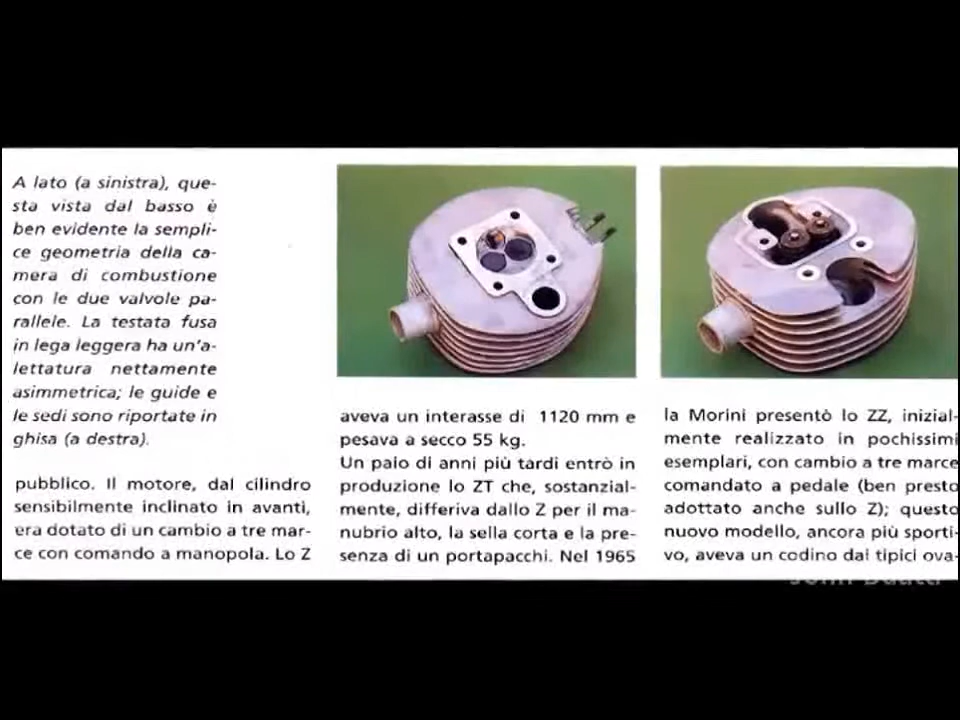 A lato (a sinistra), que-
sta vista dal basso è
ben evidente la sempli-
ce geometria della ca-
mera di combustione
con le due valvole pa-
rallele. La testata fusa
in lega leggera ha un'a-
lettatura nettamente
asimmetrica; le guide e
le sedi sono riportate in
ghisa (a destra).
pubblico. Il motore, dal cilindro
sensibilmente inclinato in avanti,
era dotato di un cambio a tre mar-
ce con comando a manopola. Lo Z
aveva un interasse di 1120 mm e
pesava a secco 55 kg.
Un paio di anni più tardi entrò in
produzione lo ZT che, sostanzial-
mente, differiva dallo Z per il ma-
nubrio alto, la sella corta e la pre-
senza di un portapacchi. Nel 1965
la Morini presentò lo ZZ, inizial-
mente realizzato in pochissimi
esemplari, con cambio a tre marce
comandato a pedale (ben presto
adottato anche sullo Z); questo
nuovo modello, ancora più sporti-
vo, aveva un codino dai tipici ova-